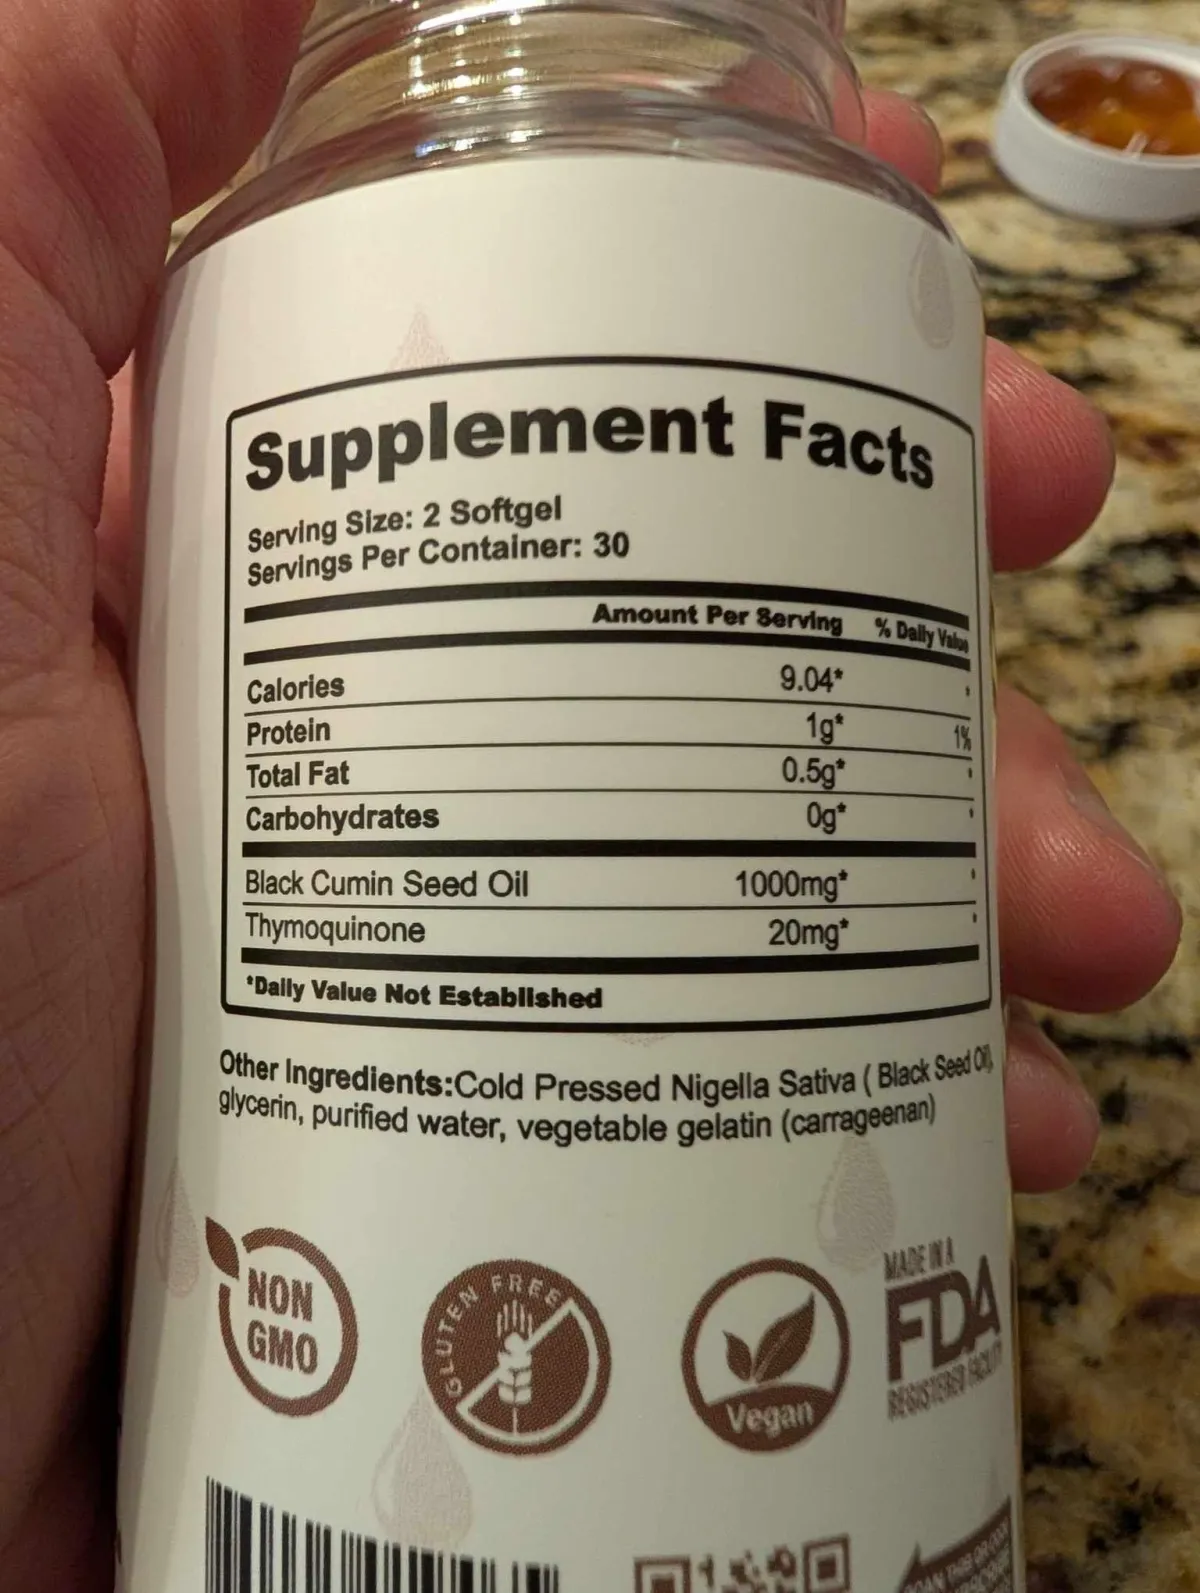 Supplement Facts
Serving Size: 2 Softgel
Servings Per Container: 30
Amount Per Serving % Daily Value
Calories 9.04* *
Protein 1g* 1%
Total Fat 0.5g* *
Carbohydrates 0g* *
Black Cumin Seed Oil 1000mg* *
Thymoquinone 20mg* *
*Daily Value Not Established
Other Ingredients:Cold Pressed Nigella Sativa ( Black Seed Oil),
glycerin, purified water, vegetable gelatin (carrageenan)
NON
GMO
GLUTEN FREE
Vegan
MADE IN A
FDA
REGISTERED FACILITY